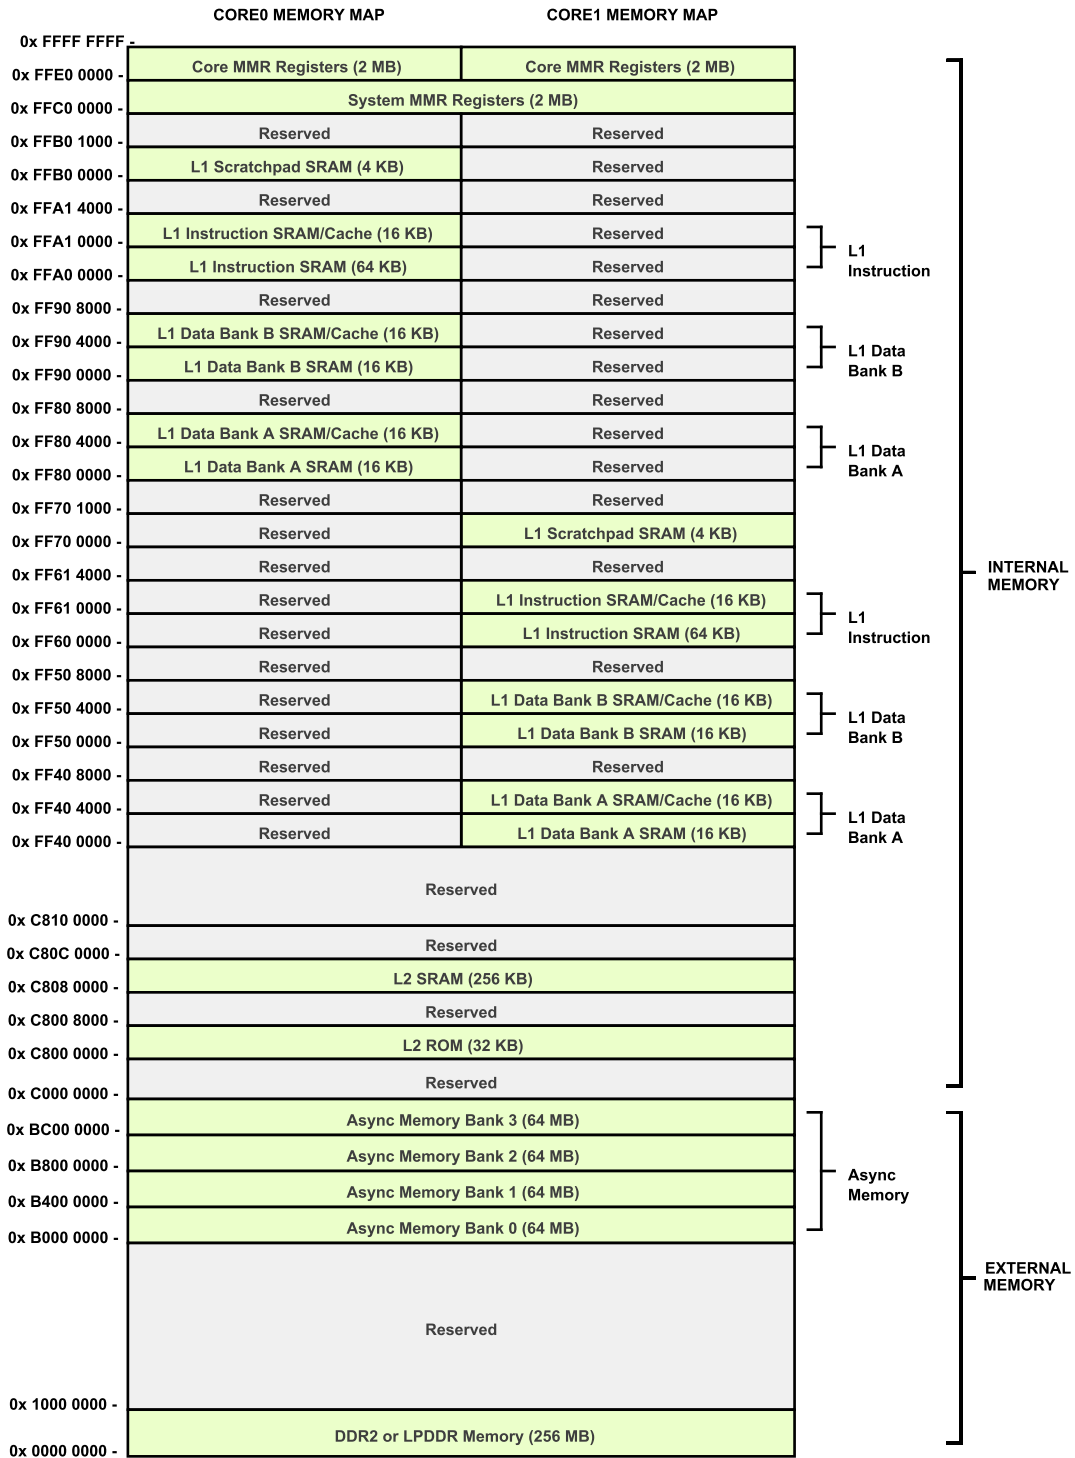 CORE0 MEMORY MAP CORE1 MEMORY MAP
0x FFFF FFFF -
Core MMR Registers (2 MB) Core MMR Registers (2 MB)
0x FFE0 0000 -
System MMR Registers (2 MB)
0x FFC0 0000 -
Reserved Reserved
0x FFB0 1000 -
L1 Scratchpad SRAM (4 KB) Reserved
0x FFB0 0000 -
Reserved Reserved
0x FFA1 4000 -
L1 Instruction SRAM/Cache (16 KB) Reserved
0x FFA1 0000 -
L1
Instruction
L1 Instruction SRAM (64 KB) Reserved
0x FFA0 0000 -
Reserved Reserved
0x FF90 8000 -
L1 Data Bank B SRAM/Cache (16 KB) Reserved
0x FF90 4000 -
L1 Data
Bank B
L1 Data Bank B SRAM (16 KB) Reserved
0x FF90 0000 -
Reserved Reserved
0x FF80 8000 -
L1 Data Bank A SRAM/Cache (16 KB) Reserved
0x FF80 4000 -
L1 Data
Bank A
L1 Data Bank A SRAM (16 KB) Reserved
0x FF80 0000 -
Reserved Reserved
0x FF70 1000 -
Reserved L1 Scratchpad SRAM (4 KB)
0x FF70 0000 -
Reserved Reserved
0x FF61 4000 -
INTERNAL
MEMORY
Reserved L1 Instruction SRAM/Cache (16 KB)
0x FF61 0000 -
L1
Instruction
Reserved L1 Instruction SRAM (64 KB)
0x FF60 0000 -
Reserved Reserved
0x FF50 8000 -
Reserved L1 Data Bank B SRAM/Cache (16 KB)
0x FF50 4000 -
L1 Data
Bank B
Reserved L1 Data Bank B SRAM (16 KB)
0x FF50 0000 -
Reserved Reserved
0x FF40 8000 -
Reserved L1 Data Bank A SRAM/Cache (16 KB)
0x FF40 4000 -
L1 Data
Bank A
Reserved L1 Data Bank A SRAM (16 KB)
0x FF40 0000 -
Reserved
0x C810 0000 -
Reserved
0x C80C 0000 -
L2 SRAM (256 KB)
0x C808 0000 -
Reserved
0x C800 8000 -
L2 ROM (32 KB)
0x C800 0000 -
Reserved
0x C000 0000 -
Async Memory Bank 3 (64 MB)
0x BC00 0000 -
Async Memory Bank 2 (64 MB)
0x B800 0000 -
Async
Memory
Async Memory Bank 1 (64 MB)
0x B400 0000 -
Async Memory Bank 0 (64 MB)
0x B000 0000 -
EXTERNAL
MEMORY
Reserved
0x 1000 0000 -
DDR2 or LPDDR Memory (256 MB)
0x 0000 0000 -